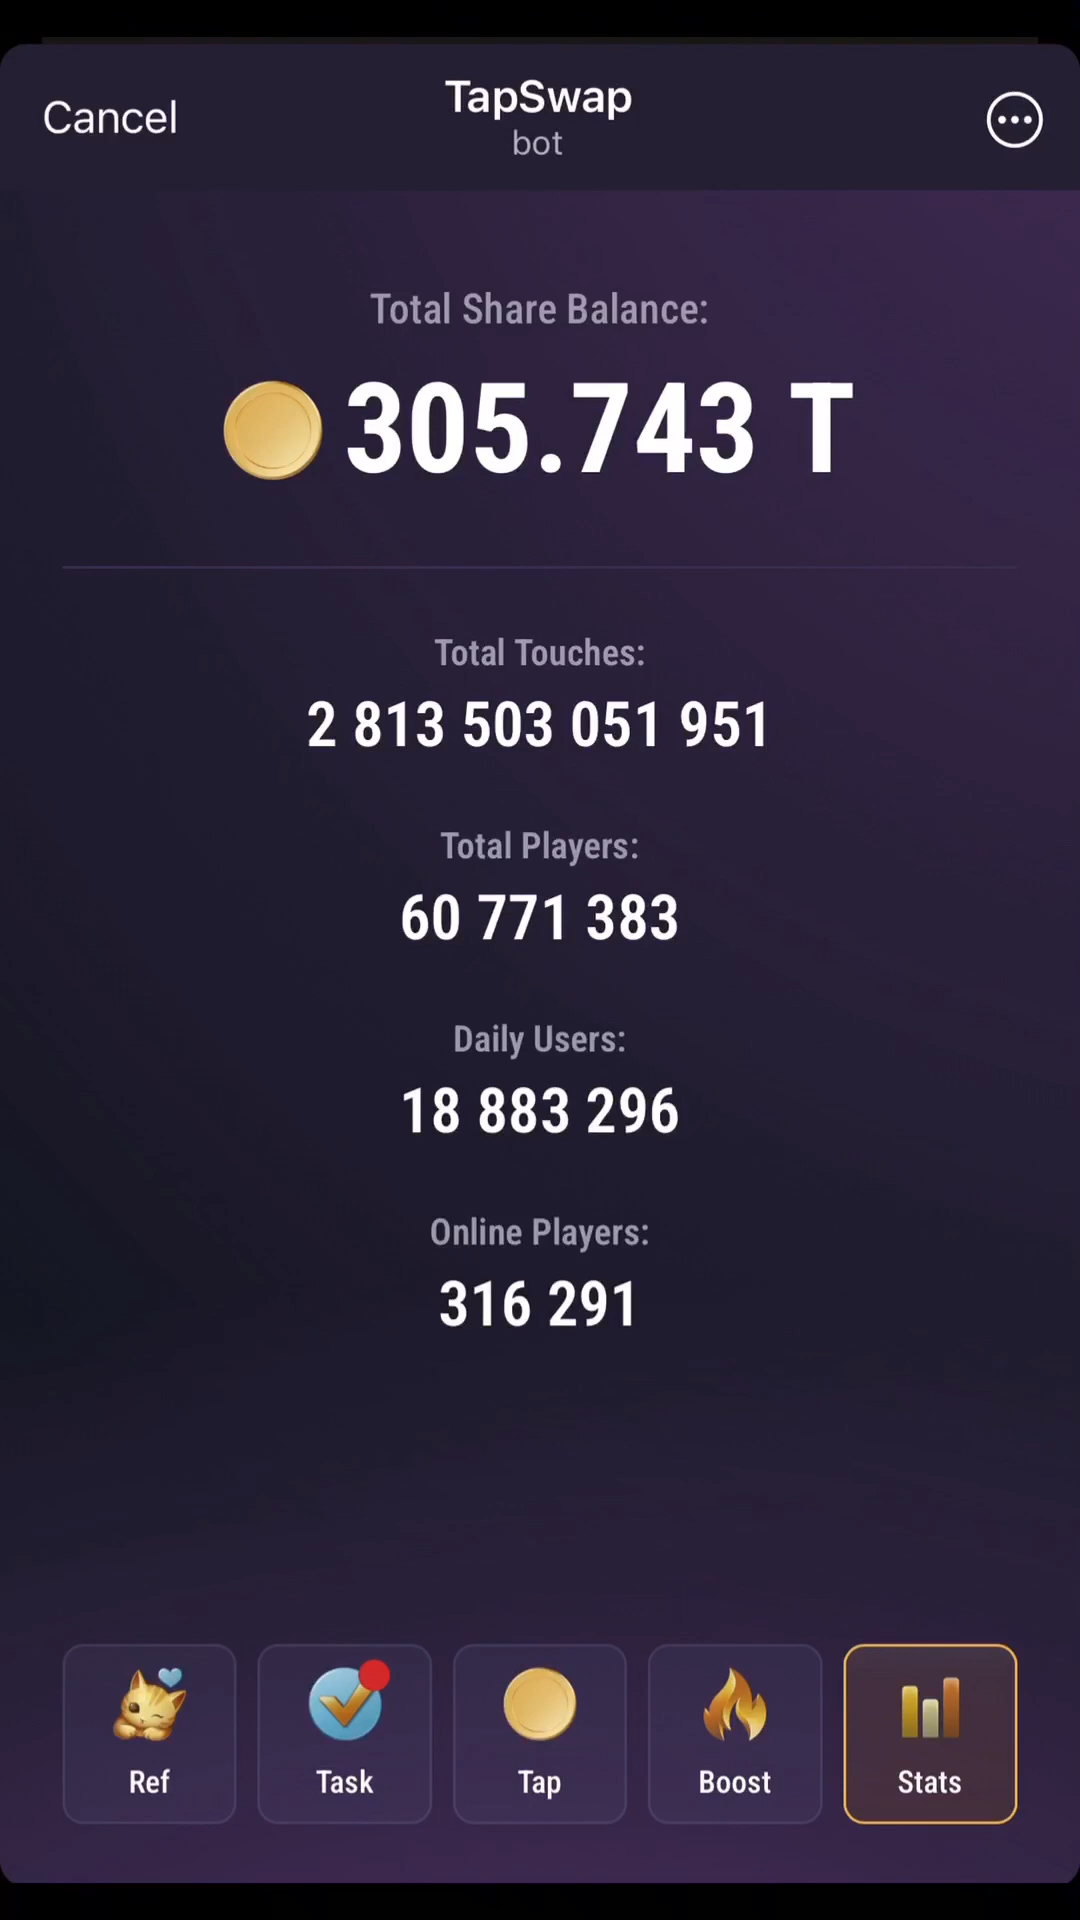 Cancel
TapSwap
bot
Total Share Balance:
305.743 T
Total Touches:
2 813 503 051 951
Total Players:
60 771 383
Daily Users:
18 883 296
Online Players:
316 291
Ref
Task
Tap
Boost
Stats